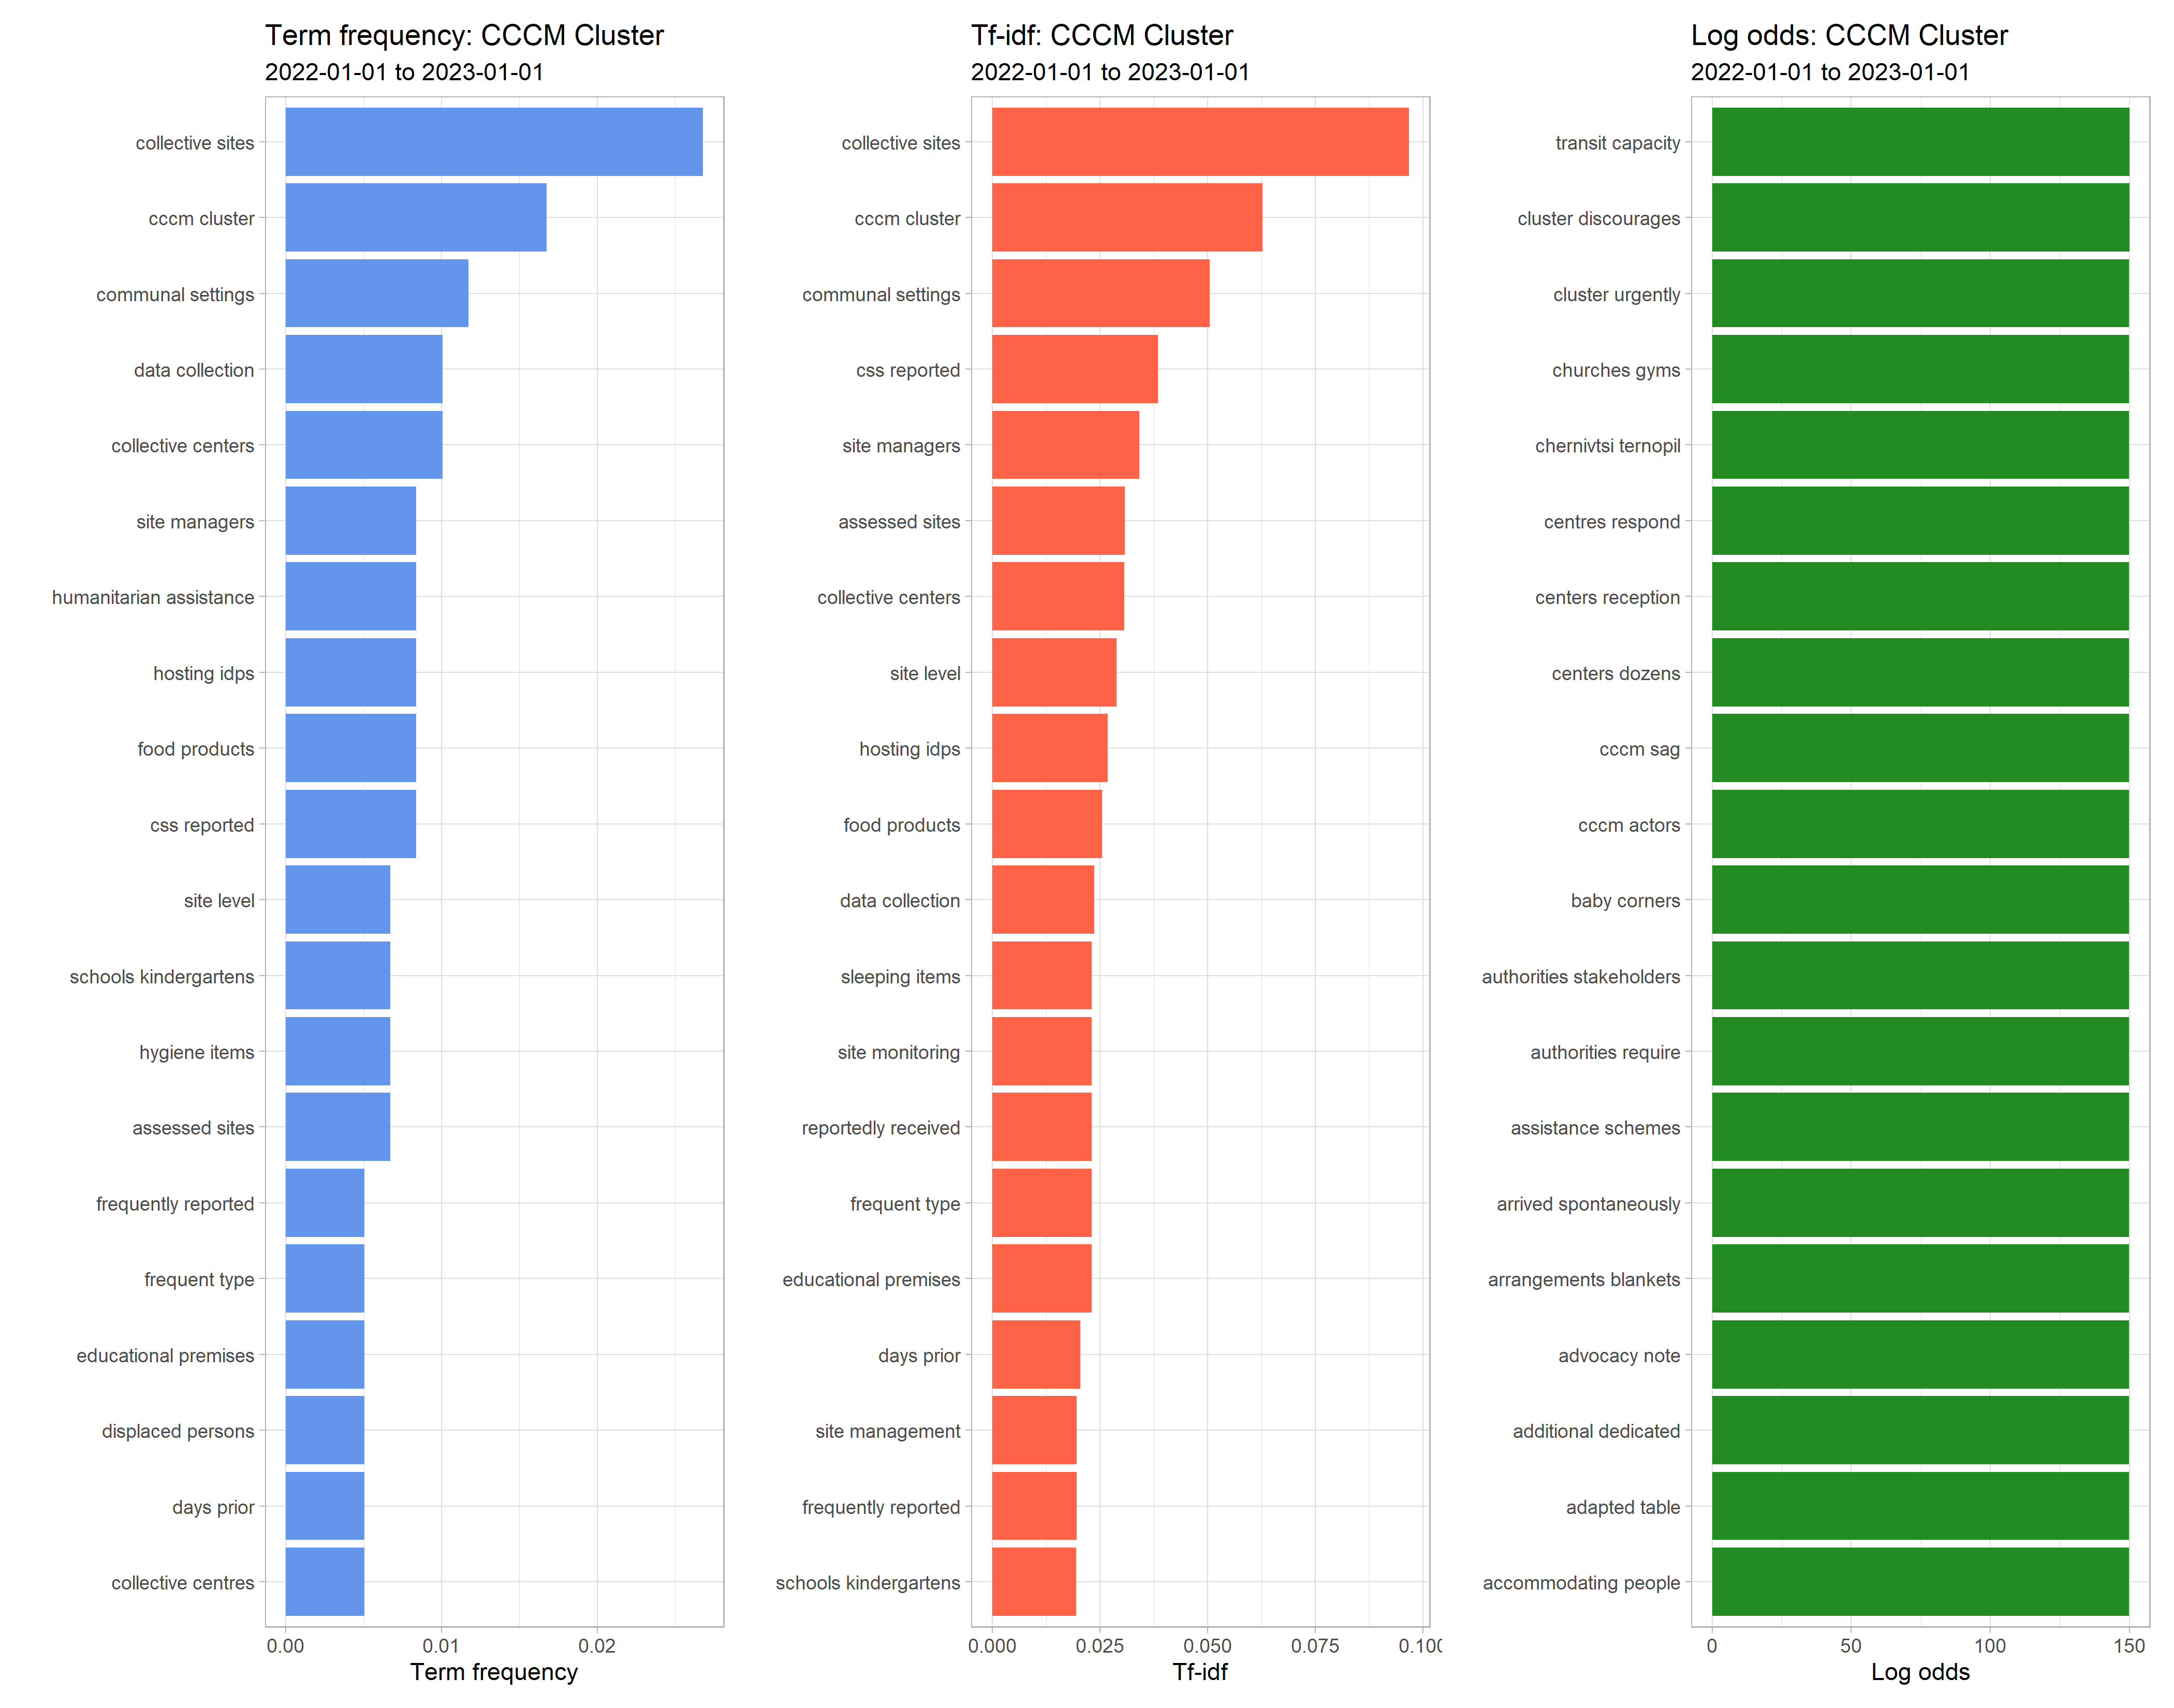 Term frequency: CCCM Cluster
2022-01-01 to 2023-01-01
collective sites
cccm cluster
communal settings
data collection
collective centers
site managers
humanitarian assistance
hosting idps
food products
css reported
site level
schools kindergartens
hygiene items
assessed sites
frequently reported
frequent type
educational premises
displaced persons
days prior
collective centres
0.00 0.01 0.02
Term frequency
Tf-idf: CCCM Cluster
2022-01-01 to 2023-01-01
collective sites
cccm cluster
communal settings
css reported
site managers
assessed sites
collective centers
site level
hosting idps
food products
data collection
sleeping items
site monitoring
reportedly received
frequent type
educational premises
days prior
site management
frequently reported
schools kindergartens
0.000 0.025 0.050 0.075 0.100
Tf-idf
Log odds: CCCM Cluster
2022-01-01 to 2023-01-01
transit capacity
cluster discourages
cluster urgently
churches gyms
chernivtsi ternopil
centres respond
centers reception
centers dozens
cccm sag
cccm actors
baby corners
authorities stakeholders
authorities require
assistance schemes
arrived spontaneously
arrangements blankets
advocacy note
additional dedicated
adapted table
accommodating people
0 50 100 150
Log odds